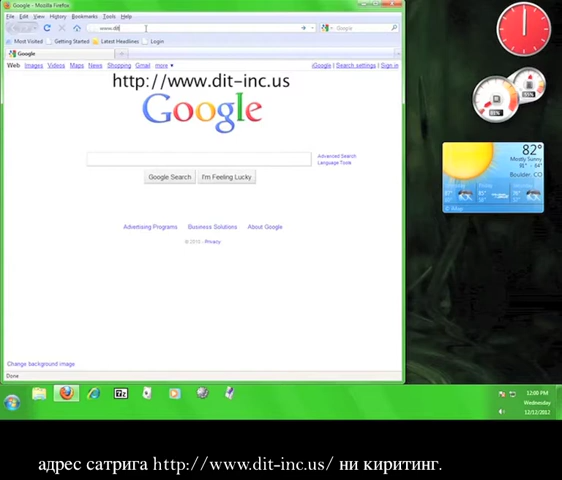 Google - Mozilla Firefox
File Edit View History Bookmarks Tools Help
www.dit
Google
Most Visited Getting Started Latest Headlines Login
Google
Web Images Videos Maps News Shopping Gmail more ▼
iGoogle | Search settings | Sign in
http://www.dit-inc.us
Google
Advanced Search
Language Tools
Google Search I'm Feeling Lucky
Advertising Programs Business Solutions About Google
Privacy
Change background image
Done
82°
Mostly Sunny
Boulder, CO
12:00 PM
Wednesday
12/12/2012
адрес сатрига http://www.dit-inc.us/ ни киритинг.